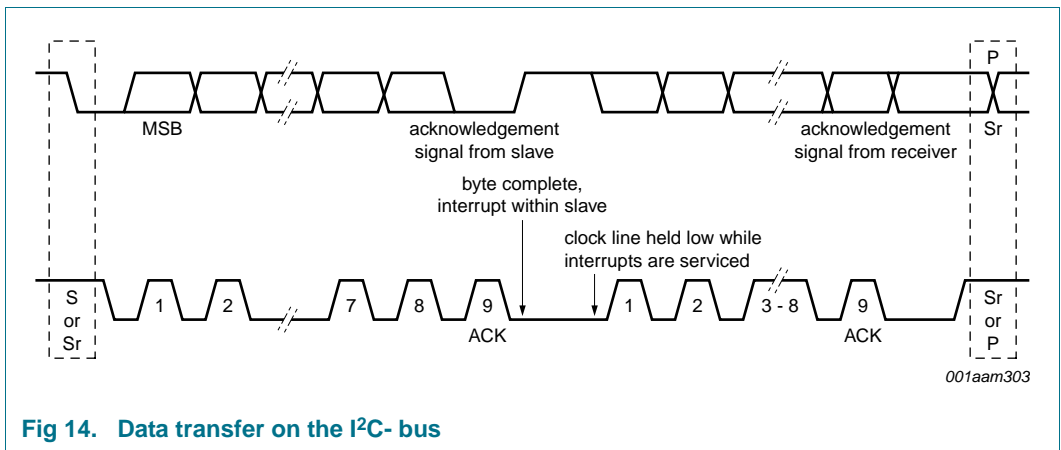 P
MSB
acknowledgement
signal from slave
acknowledgement
signal from receiver
Sr
byte complete,
interrupt within slave
clock line held low while
interrupts are serviced
S
or
Sr
1
2
7
8
9
ACK
1
2
3 - 8
9
ACK
Sr
or
P
001aam303
Fig 14. Data transfer on the I²C- bus